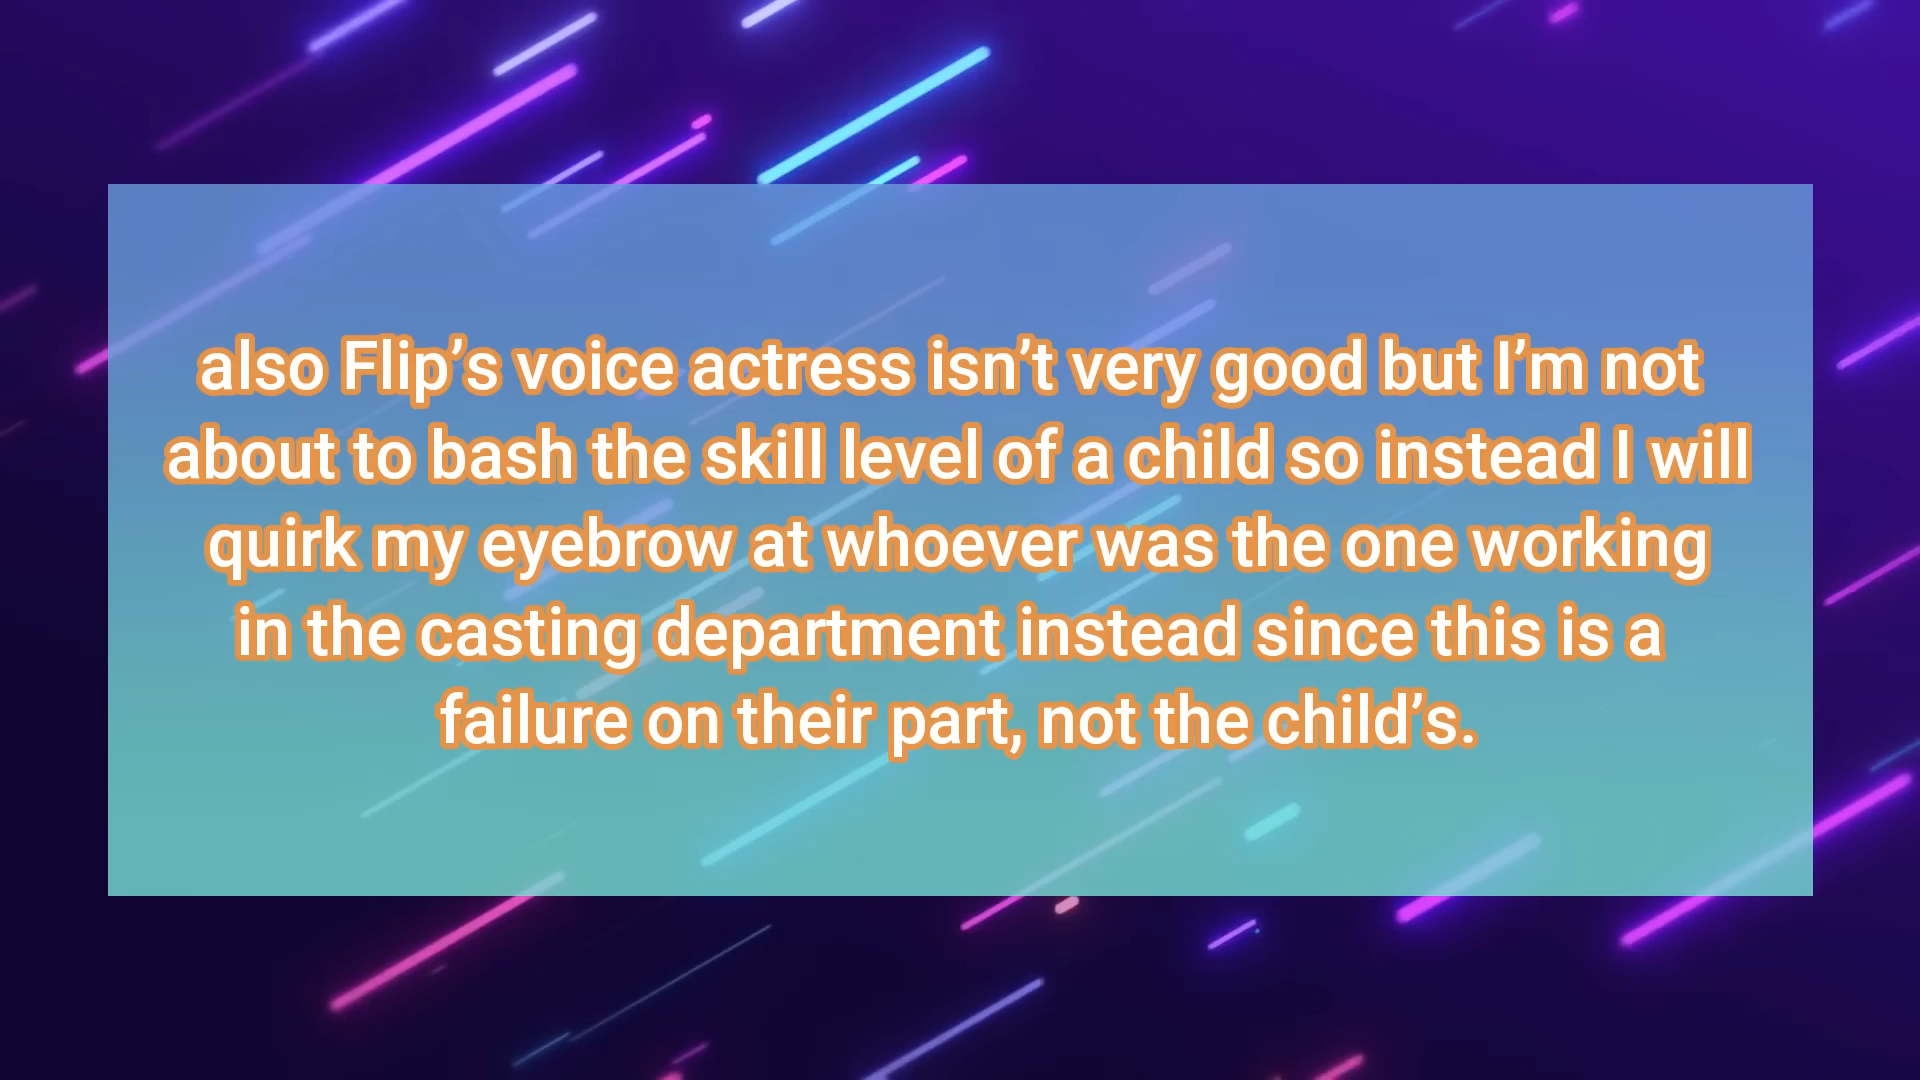 also Flip’s voice actress isn’t very good but I’m not
about to bash the skill level of a child so instead I will
quirk my eyebrow at whoever was the one working
in the casting department instead since this is a
failure on their part, not the child’s.